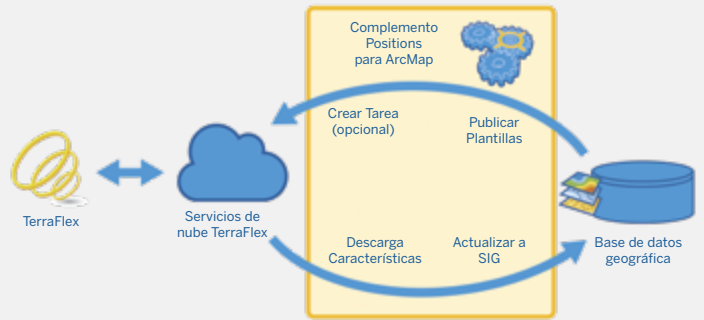 Complemento
Positions
para ArcMap
Crear Tarea
(opcional)
Publicar
Plantillas
TerraFlex
Servicios de
nube TerraFlex
Descarga
Características
Actualizar a
SIG
Base de datos
geográfica